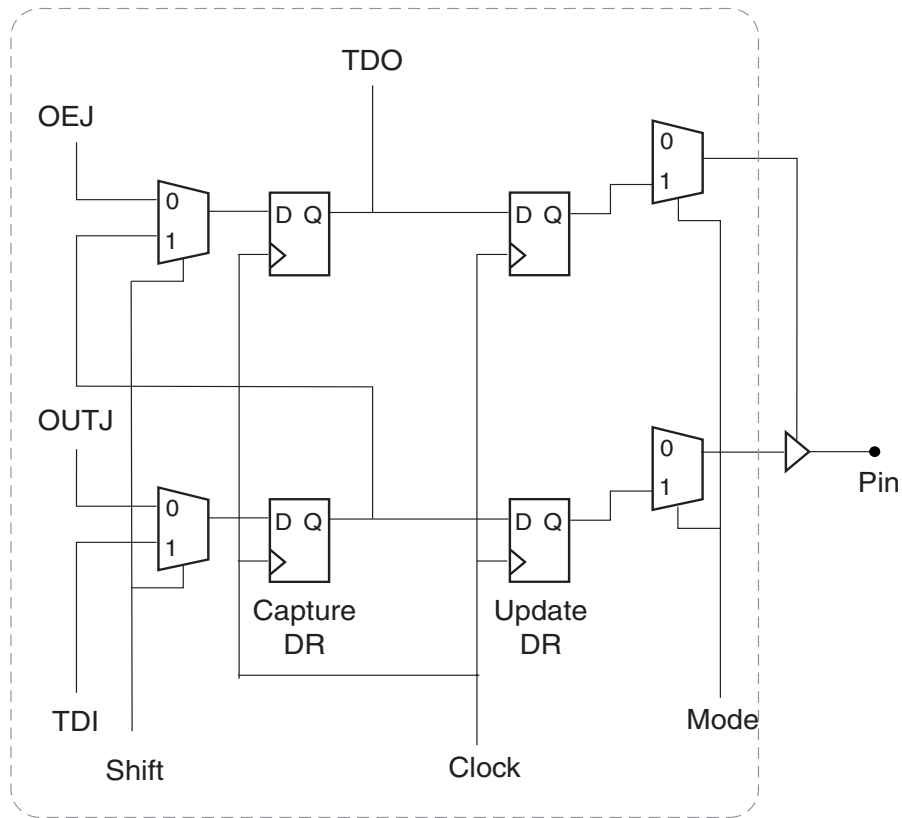 TDO
OEJ
0
1
D Q
D Q
0
1
OUTJ
0
1
D Q
D Q
0
1
Pin
Capture
DR
Update
DR
TDI
Shift
Clock
Mode